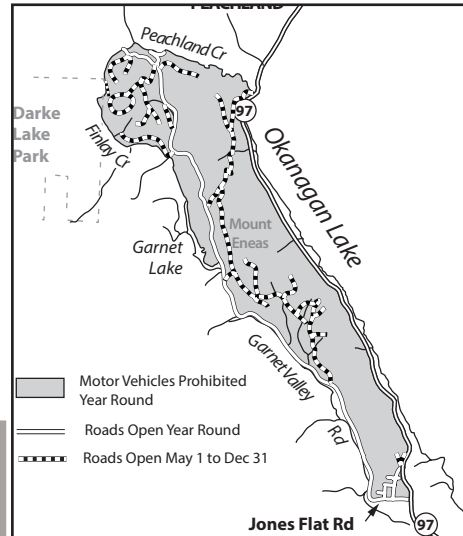 PEACHLAND
Peachland Cr
97
Darke
Lake
Park
Finlay Cr
Okanagan Lake
Mount
Eneas
Garnet
Lake
Garnet Valley
Rd
Motor Vehicles Prohibited
Year Round
Roads Open Year Round
Roads Open May 1 to Dec 31
Jones Flat Rd
97